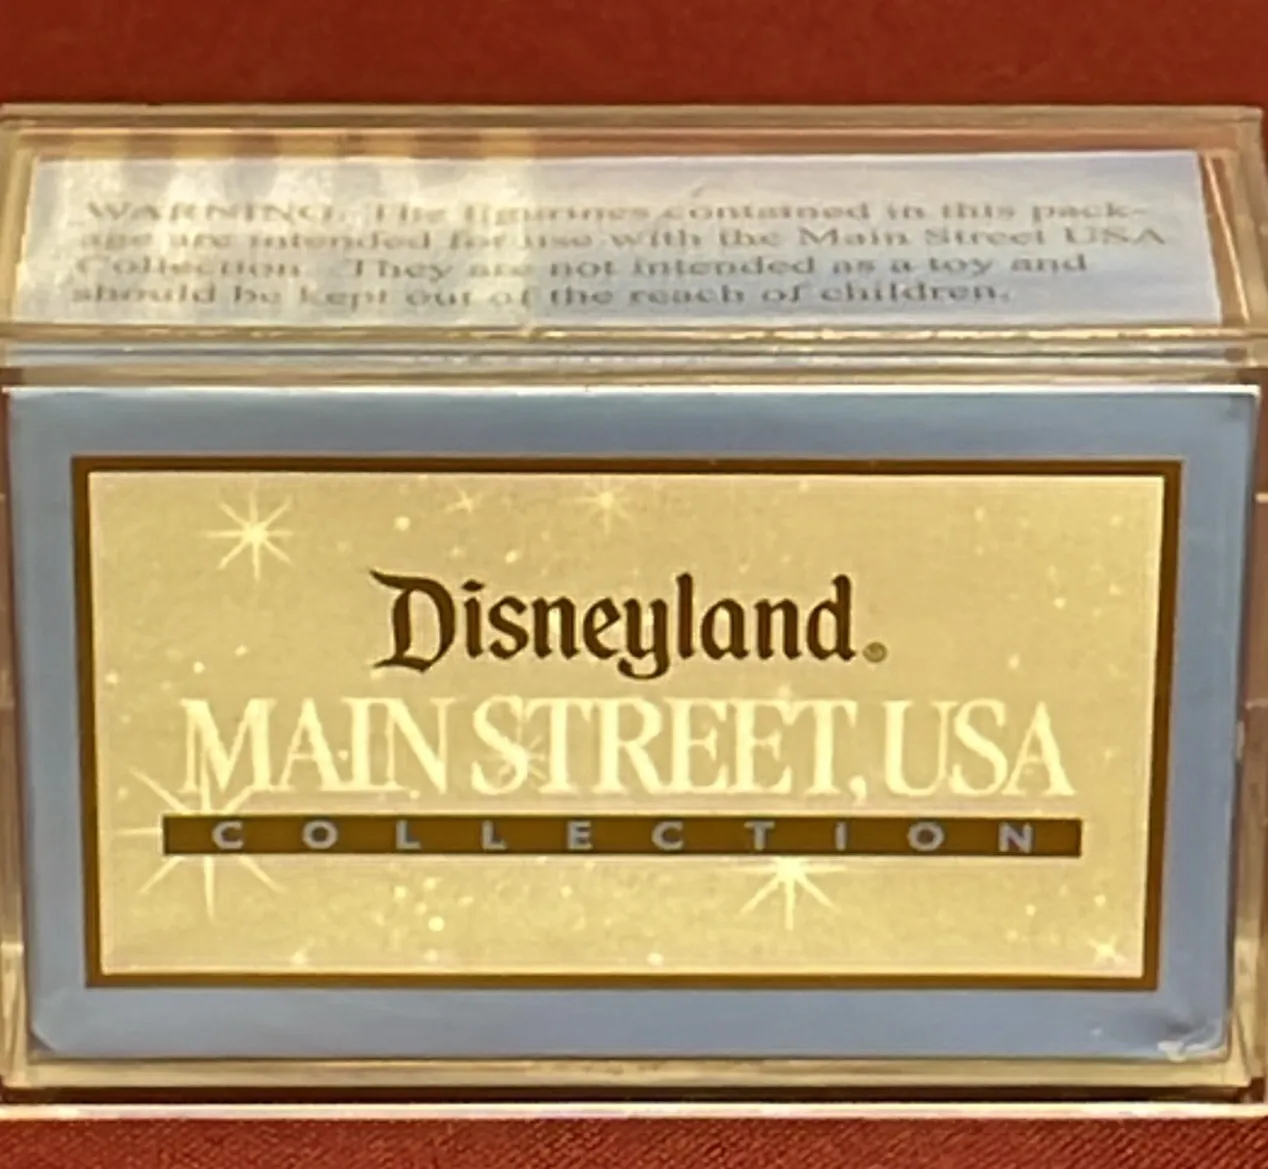 WARNING. The figurines contained in this pack-
age are intended for use with the Main Street USA
Collection. They are not intended as a toy and
should be kept out of the reach of children.
Disneyland®
MAIN STREET, USA
COLLECTION